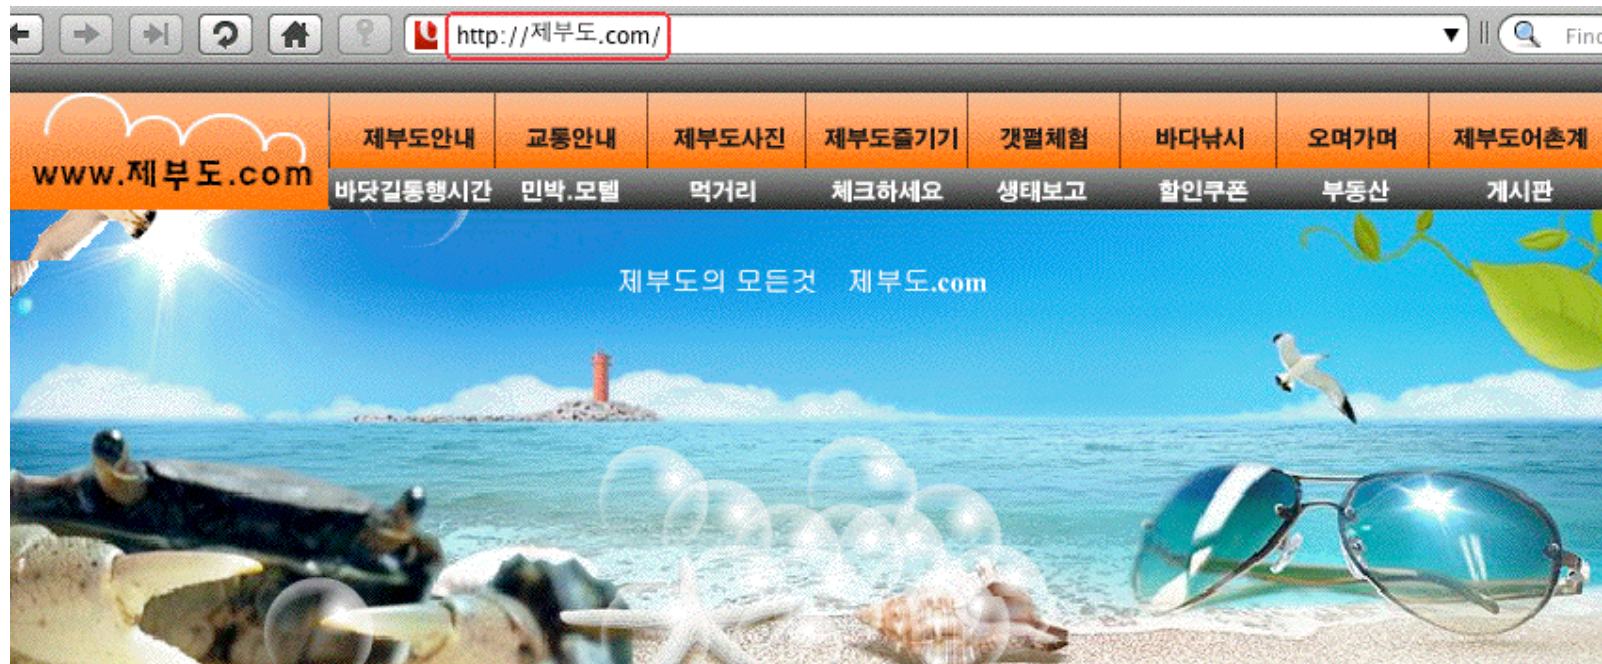 http://제부도.com/
Find
www.제부도.com
제부도안내 교통안내 제부도사진 제부도즐기기 갯펄체험 바다낚시 오며가며 제부도어촌계
바닷길통행시간 민박.모텔 먹거리 체크하세요 생태보고 할인쿠폰 부동산 게시판
제부도의 모든것 제부도.com